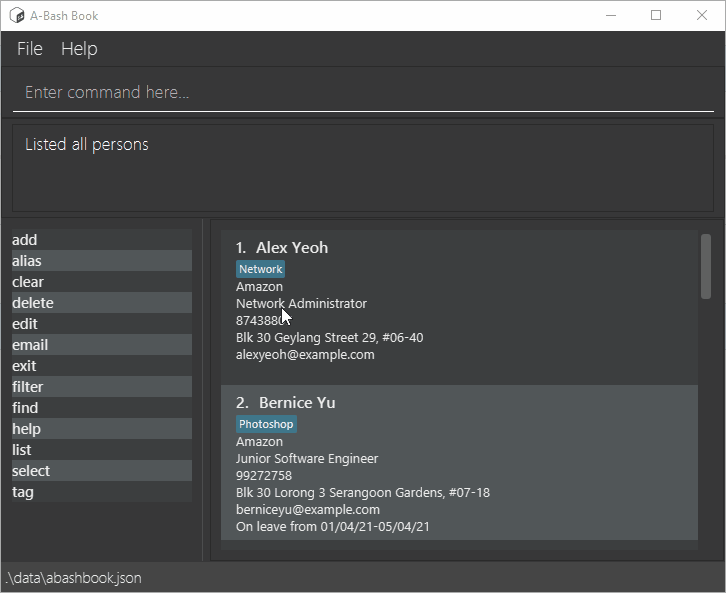 A-Bash Book
File Help
Enter command here...
Listed all persons
add
alias
clear
delete
edit
email
exit
filter
find
help
list
select
tag
1. Alex Yeoh
Network
Amazon
Network Administrator
Blk 30 Geylang Street 29, #06-40
alexyeoh@example.com
2. Bernice Yu
Photoshop
Amazon
Junior Software Engineer
99272758
Blk 30 Lorong 3 Serangoon Gardens, #07-18
berniceyu@example.com
On leave from 01/04/21-05/04/21
.\data\abashbook.json